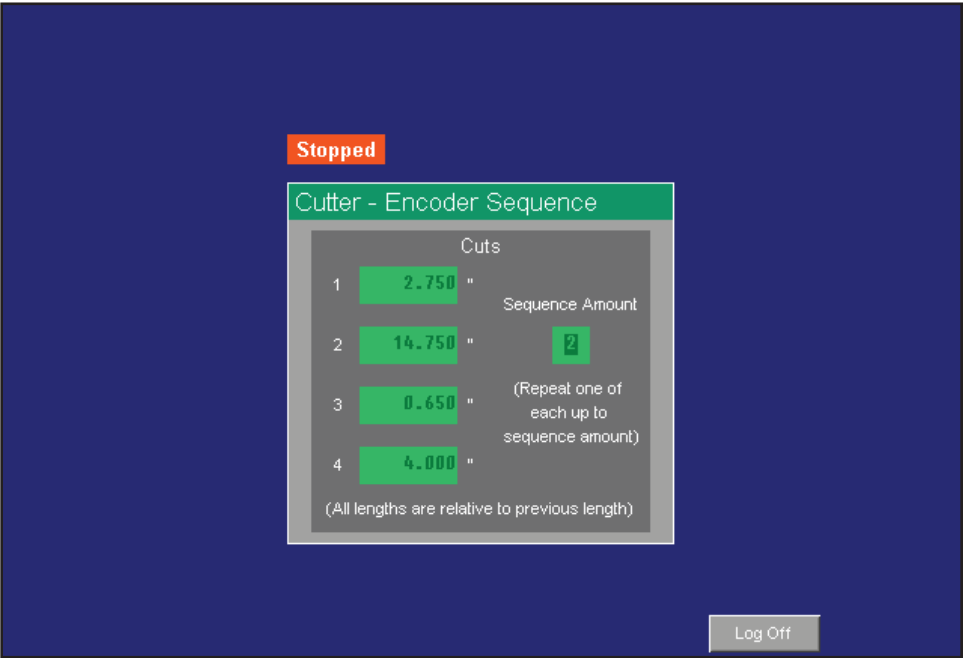 Stopped
Cutter - Encoder Sequence
Cuts
1 2.750 "
Sequence Amount
2 14.750 "
2
(Repeat one of
each up to
sequence amount)
3 0.650 "
4 4.000 "
(All lengths are relative to previous length)
Log Off